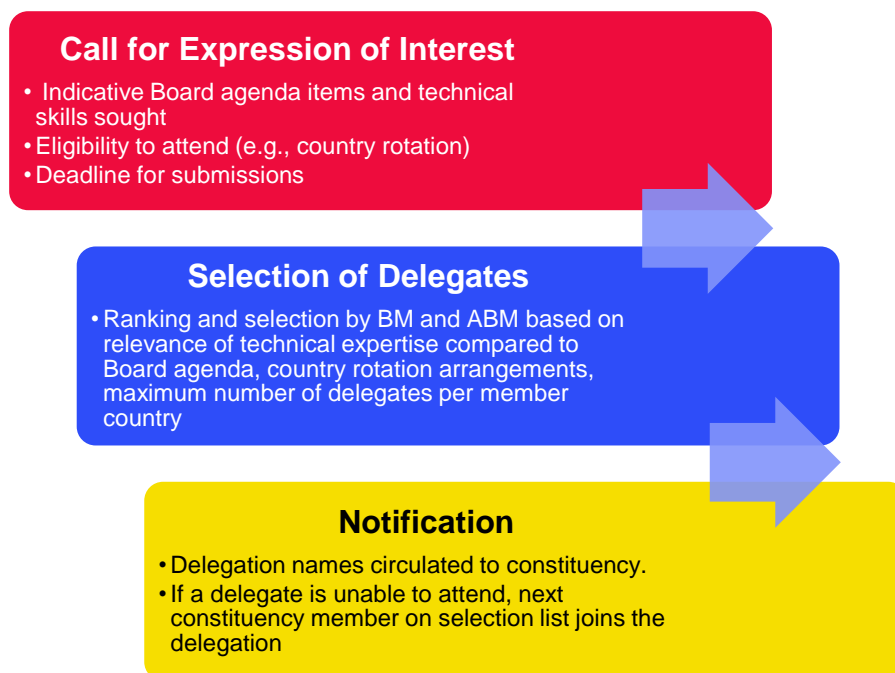 Call for Expression of Interest
• Indicative Board agenda items and technical
skills sought
• Eligibility to attend (e.g., country rotation)
• Deadline for submissions
Selection of Delegates
• Ranking and selection by BM and ABM based on
relevance of technical expertise compared to
Board agenda, country rotation arrangements,
maximum number of delegates per member
country
Notification
• Delegation names circulated to constituency.
• If a delegate is unable to attend, next
constituency member on selection list joins the
delegation